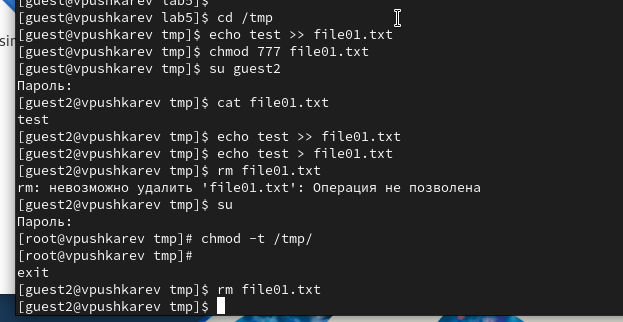 [guest@vpushkarev lab5]$
[guest@vpushkarev lab5]$ cd /tmp
[guest@vpushkarev tmp]$ echo test >> file01.txt
[guest@vpushkarev tmp]$ chmod 777 file01.txt
[guest@vpushkarev tmp]$ su guest2
Пароль:
[guest2@vpushkarev tmp]$ cat file01.txt
test
[guest2@vpushkarev tmp]$ echo test >> file01.txt
[guest2@vpushkarev tmp]$ echo test > file01.txt
[guest2@vpushkarev tmp]$ rm file01.txt
rm: невозможно удалить 'file01.txt': Операция не позволена
[guest2@vpushkarev tmp]$ su
Пароль:
[root@vpushkarev tmp]# chmod -t /tmp/
[root@vpushkarev tmp]#
exit
[guest2@vpushkarev tmp]$ rm file01.txt
[guest2@vpushkarev tmp]$